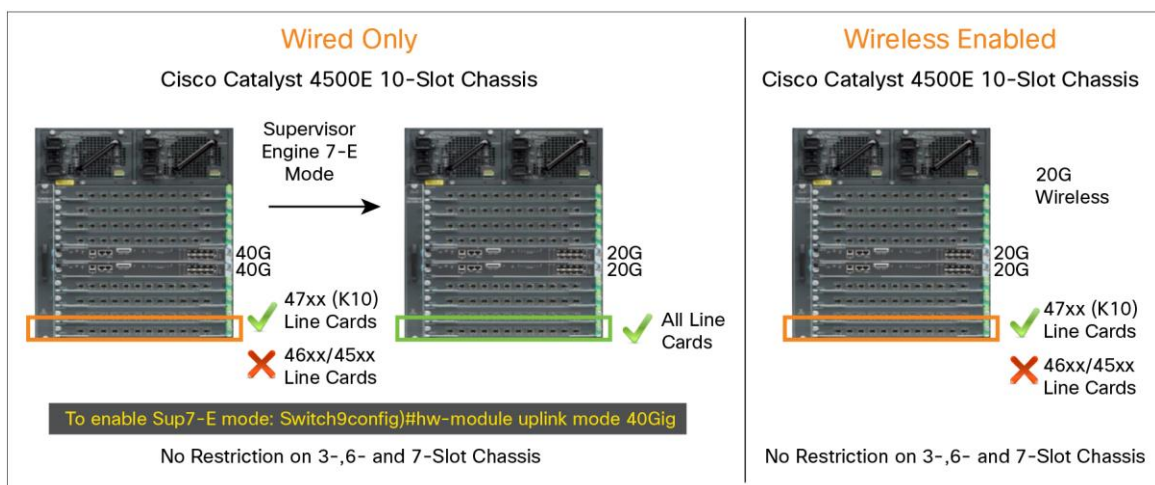 Wired Only
Cisco Catalyst 4500E 10-Slot Chassis
Supervisor
Engine 7-E
Mode
40G
40G
47xx (K10)
Line Cards
46xx/45xx
Line Cards
20G
20G
All Line
Cards
To enable Sup7-E mode: Switch9config)#hw-module uplink mode 40Gig
No Restriction on 3-,6- and 7-Slot Chassis
Wireless Enabled
Cisco Catalyst 4500E 10-Slot Chassis
20G
Wireless
20G
20G
47xx (K10)
Line Cards
46xx/45xx
Line Cards
No Restriction on 3-,6- and 7-Slot Chassis